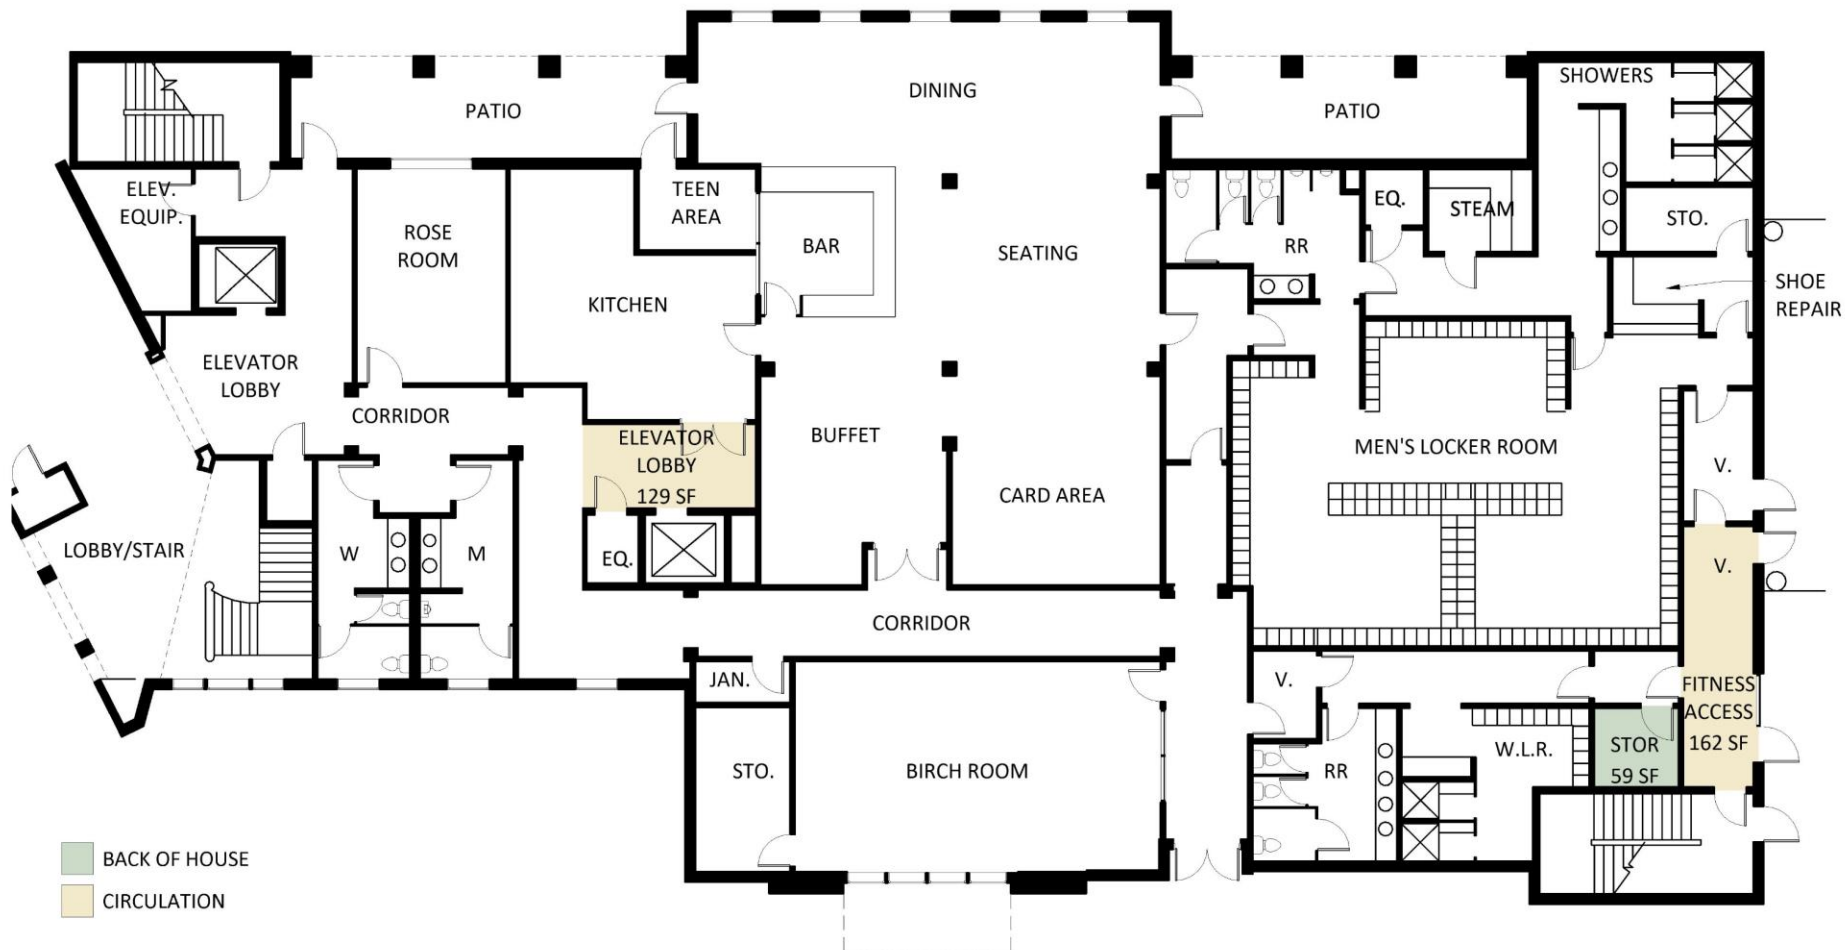 SHOWERS
DINING
PATIO
PATIO
ELEV.
EQUIP.
TEEN
AREA
ROSE
ROOM
BAR
SEATING
RR
EQ.
STEAM
STO.
SHOE
REPAIR
KITCHEN
ELEVATOR
LOBBY
CORRIDOR
ELEVATOR
LOBBY
129 SF
BUFFET
CARD AREA
MEN'S LOCKER ROOM
V.
LOBBY/STAIR
W
M
EQ.
V.
CORRIDOR
JAN.
V.
FITNESS
ACCESS
162 SF
STO.
BIRCH ROOM
RR
W.L.R.
STOR
59 SF
BACK OF HOUSE
CIRCULATION